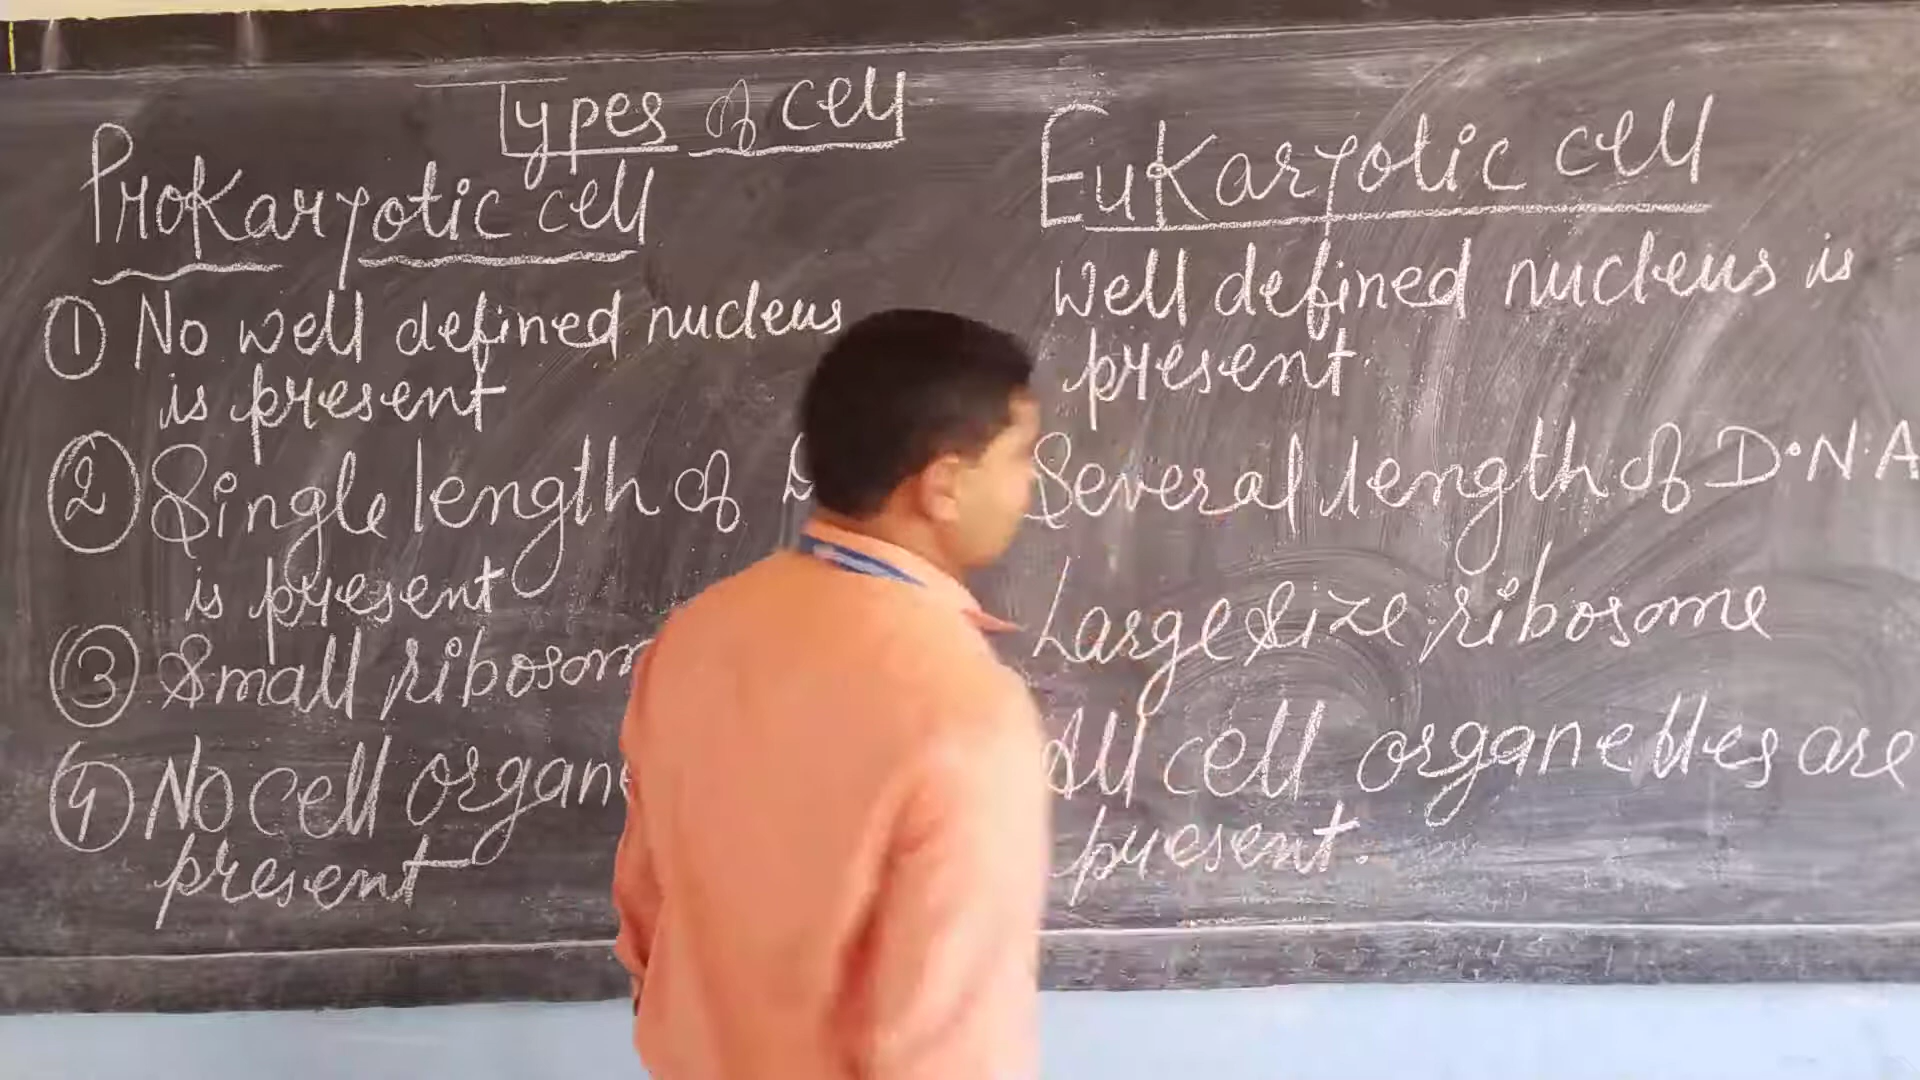 Types of cell
Prokaryotic cell
① No well defined nucleus
is present
② Single length of
is present
③ Small
④ No cell
present
Eukaryotic cell
Well defined nucleus is
present.
Several length of D.N.A
Large size ribosome
All cell organelles are
present.